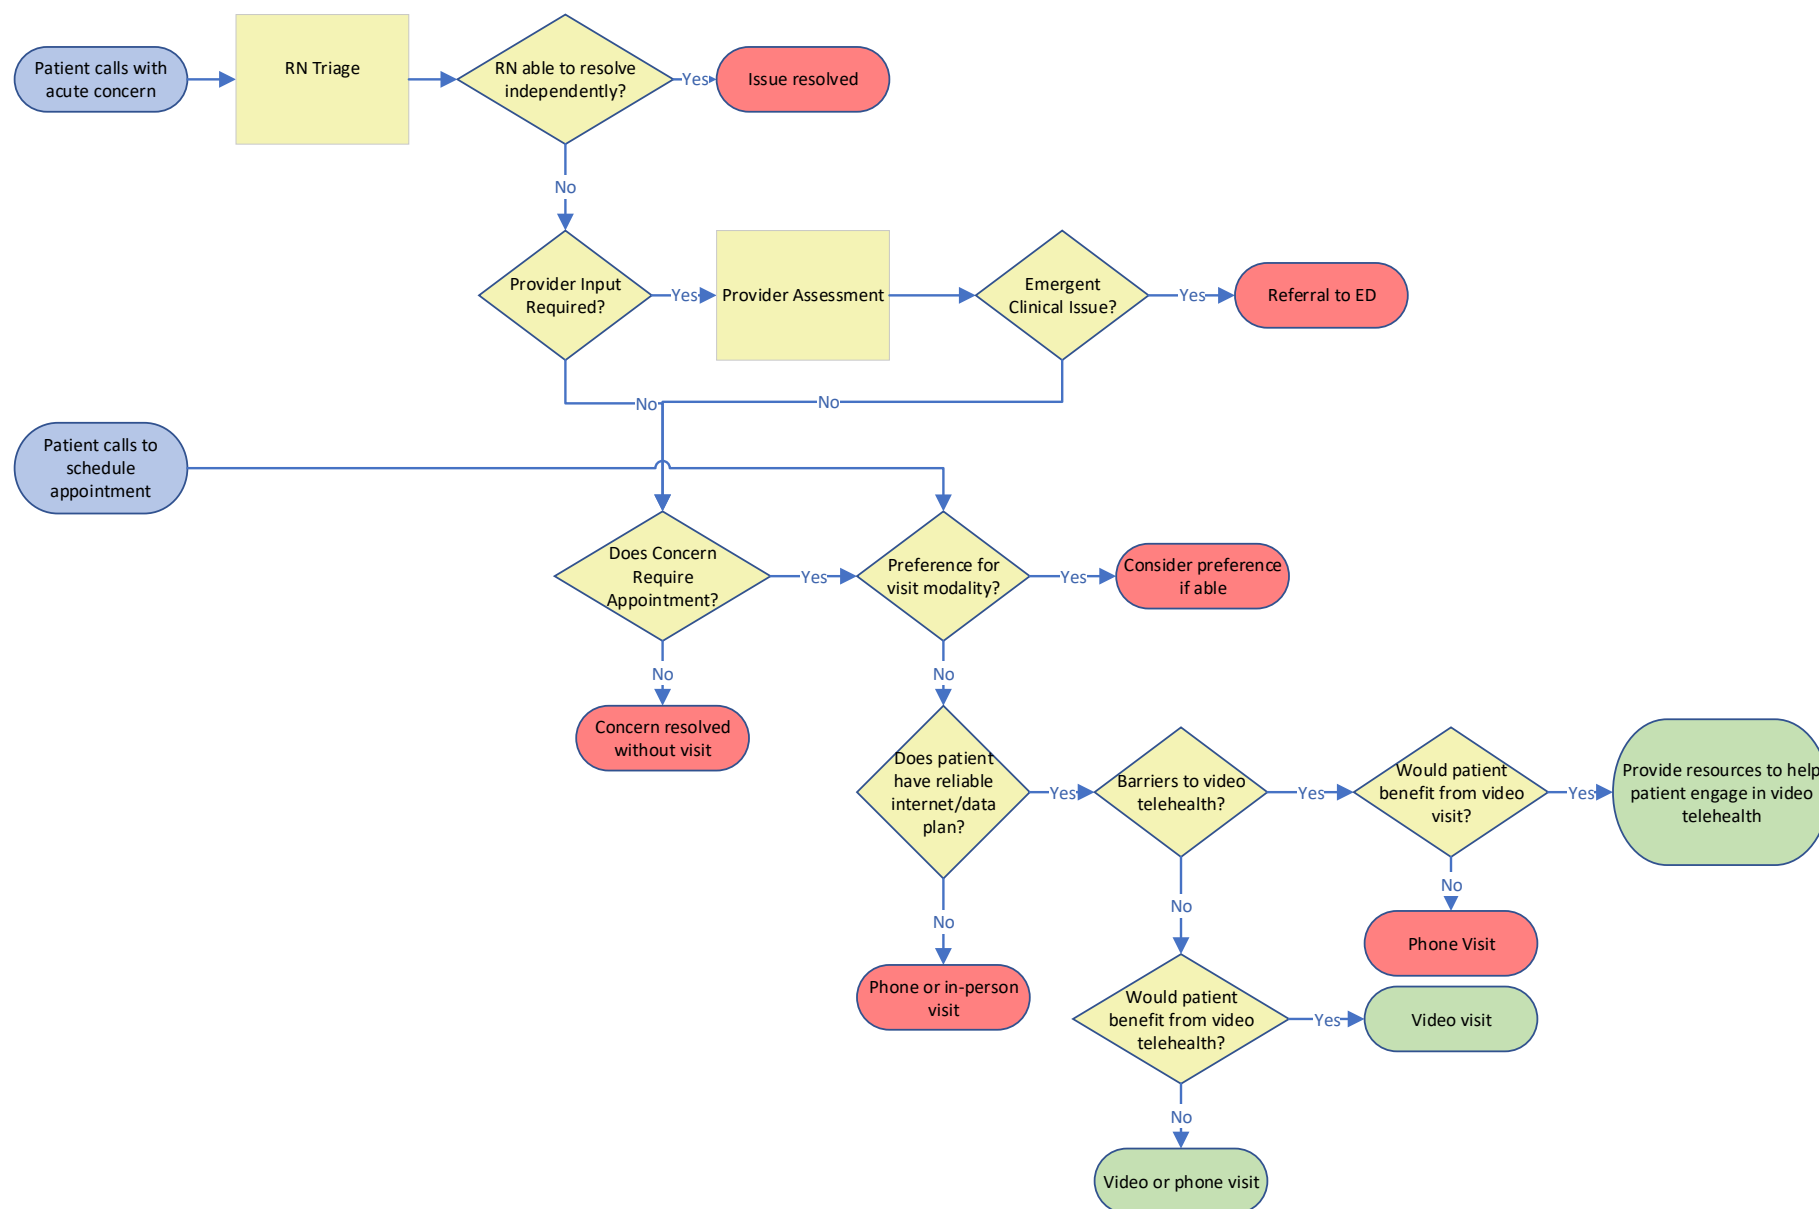 Patient calls with
acute concern
RN Triage
RN able to resolve
independently?
Yes
Issue resolved
No
Provider Input
Required?
Yes
Provider Assessment
Emergent
Clinical Issue?
Yes
Referral to ED
No
No
Patient calls to
schedule
appointment
Does Concern
Require
Appointment?
Yes
Preference for
visit modality?
Yes
Consider preference
if able
No
No
Concern resolved
without visit
Does patient
have reliable
internet/data
plan?
Yes
Barriers to video
telehealth?
Yes
Would patient
benefit from video
visit?
Yes
Provide resources to help
patient engage in video
telehealth
No
No
No
Phone Visit
Phone or in-person
visit
Would patient
benefit from video
telehealth?
Yes
Video visit
No
Video or phone visit